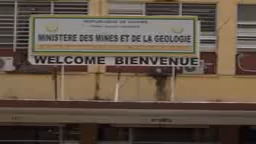 REPUBLIQUE DE GUINEE
MINISTERE DES MINES ET DE LA GEOLOGIE
WELCOME BIENVENUE